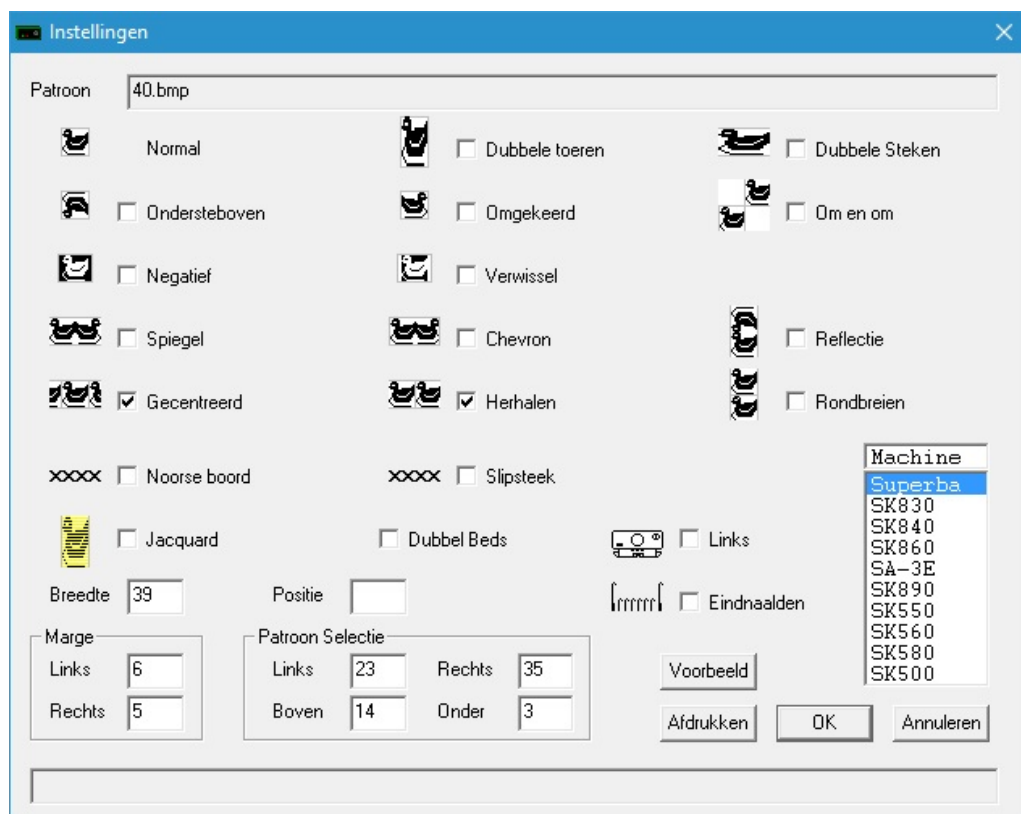 Instellingen
Patroon 40.bmp
Normal Dubbele toeren Dubbele Steken
Ondersteboven Omgekeerd Om en om
Negatief Verwissel
Spiegel Chevron Reflectie
Gecentreerd Herhalen Rondbreien
Noorse boord Slipsteek
Jacquard Dubbel Beds Links
Breedte 39 Positie Eindnaalden
Machine
Superba
SK830
SK840
SK860
SA-3E
SK890
SK550
SK560
SK580
SK500
Marge
Links 6
Rechts 5
Patroon Selectie
Links 23 Rechts 35
Boven 14 Onder 3
Voorbeeld
Afdrukken OK Annuleren